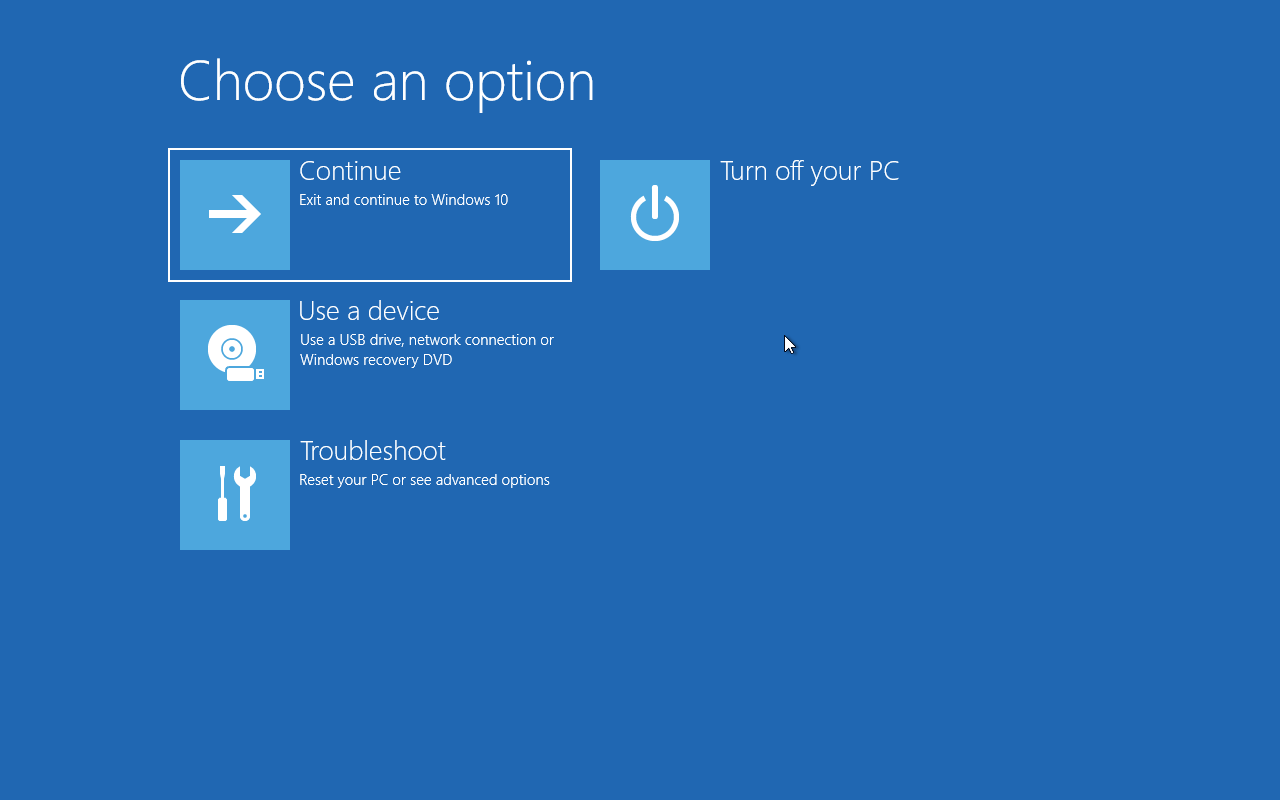 Choose an option
Continue
Exit and continue to Windows 10
Turn off your PC
Use a device
Use a USB drive, network connection or
Windows recovery DVD
Troubleshoot
Reset your PC or see advanced options